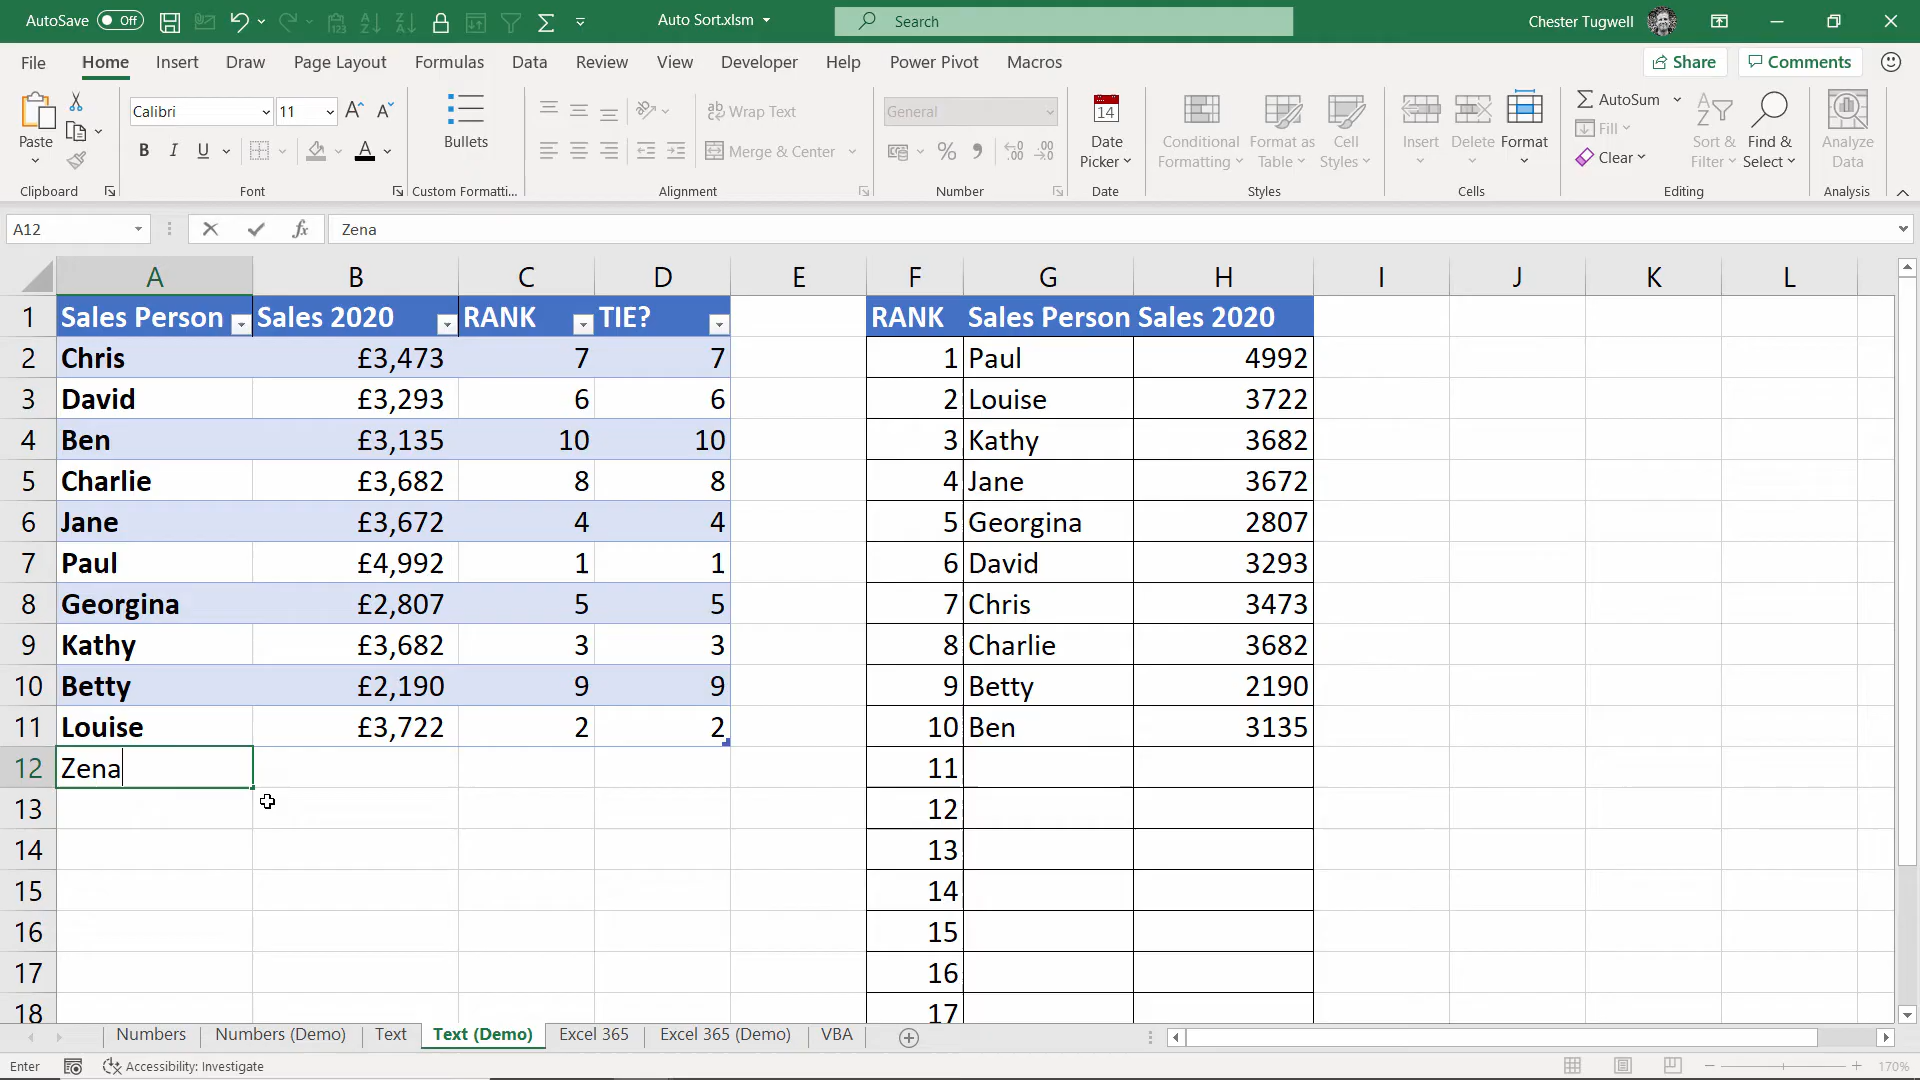 AutoSave Off Auto Sort.xlsm Search Chester Tugwell
File Home Insert Draw Page Layout Formulas Data Review View Developer Help Power Pivot Macros Share Comments
Calibri 11 Wrap Text General AutoSum
Paste Bullets Merge & Center Date Picker Conditional Formatting Format as Table Cell Styles Insert Delete Format Fill Clear Sort & Filter Find & Select Analyze Data
Clipboard Font Custom Formatti... Alignment Number Date Styles Cells Editing Analysis
A12 fx Zena
A B C D E F G H I J K L
1 Sales Person Sales 2020 RANK TIE? RANK Sales Person Sales 2020
2 Chris £3,473 7 7 1 Paul 4992
3 David £3,293 6 6 2 Louise 3722
4 Ben £3,135 10 10 3 Kathy 3682
5 Charlie £3,682 8 8 4 Jane 3672
6 Jane £3,672 4 4 5 Georgina 2807
7 Paul £4,992 1 1 6 David 3293
8 Georgina £2,807 5 5 7 Chris 3473
9 Kathy £3,682 3 3 8 Charlie 3682
10 Betty £2,190 9 9 9 Betty 2190
11 Louise £3,722 2 2 10 Ben 3135
12 Zena 11
13 12
14 13
15 14
16 15
17 16
18 17
Numbers Numbers (Demo) Text Text (Demo) Excel 365 Excel 365 (Demo) VBA
Enter Accessibility: Investigate 170%